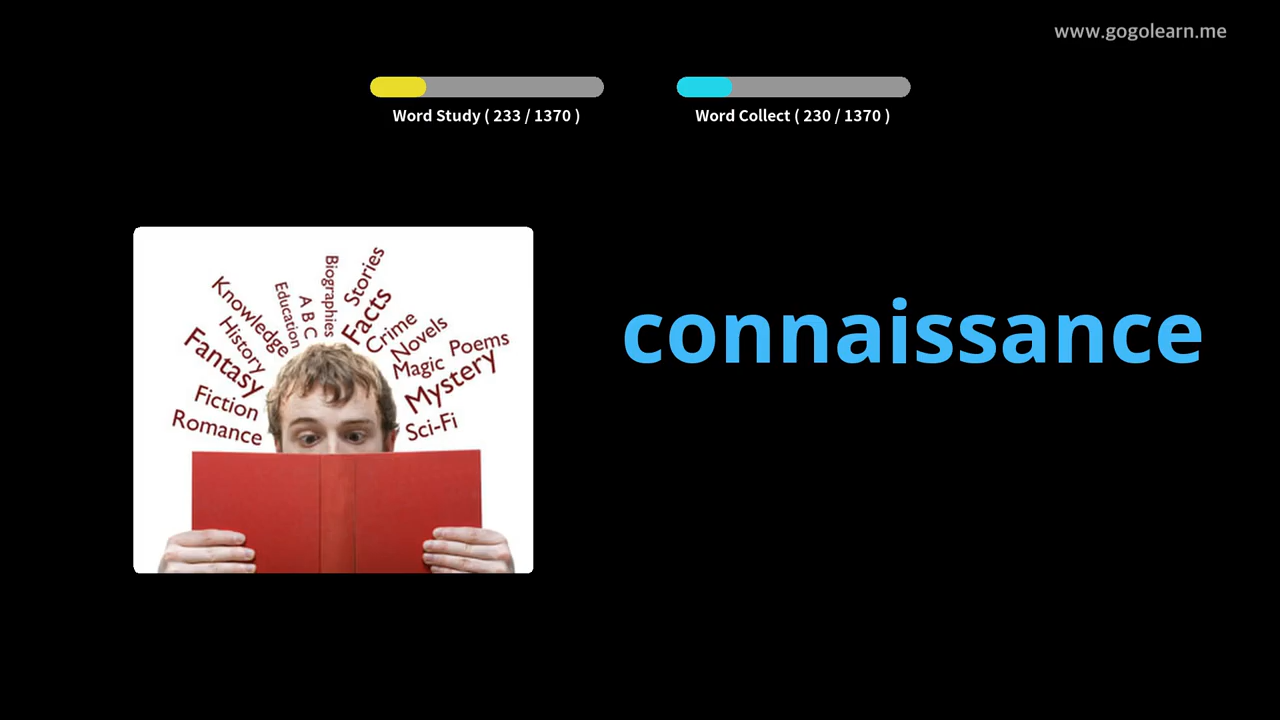 www.gogolearn.me
Word Study ( 233 / 1370 )
Word Collect ( 230 / 1370 )
Romance
Fiction
Fantasy
History
Knowledge
Education
A B C
Biographies
Stories
Facts
Crime
Novels
Magic
Poems
Mystery
Sci-Fi
connaissance